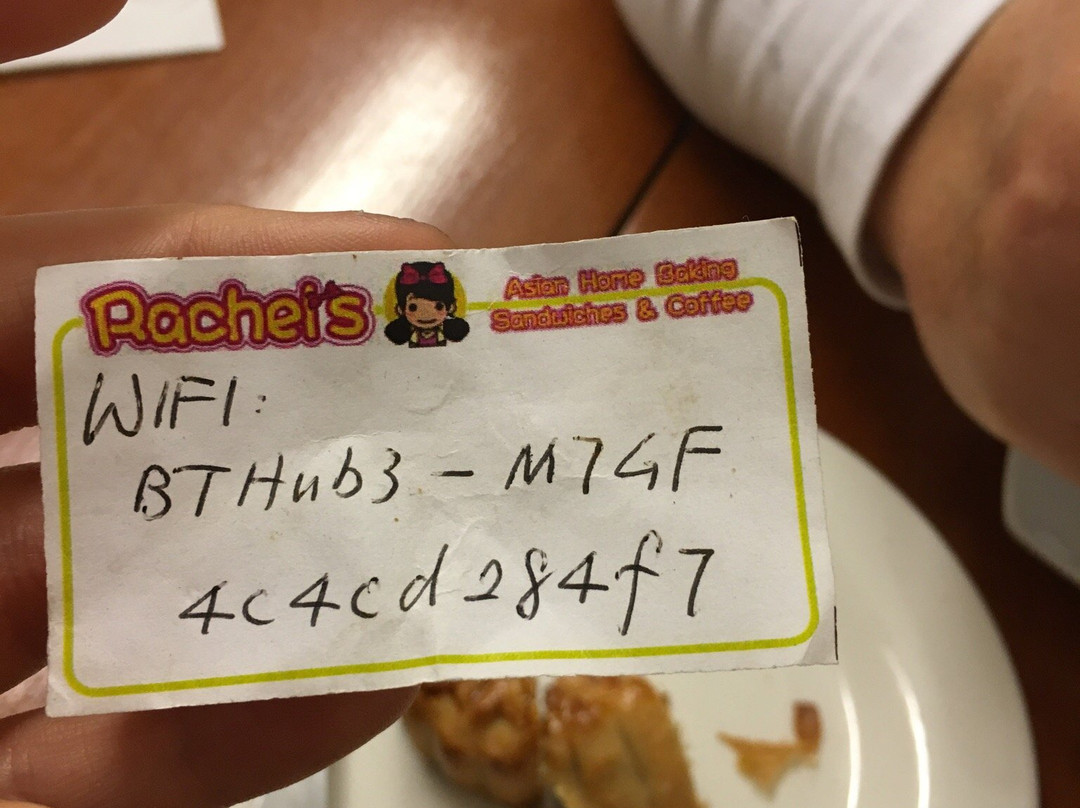 Rachel's
Asian Home Baking
Sandwiches & Coffee
WIFI:
BTHub3 - M7GF
4c4cd284f7